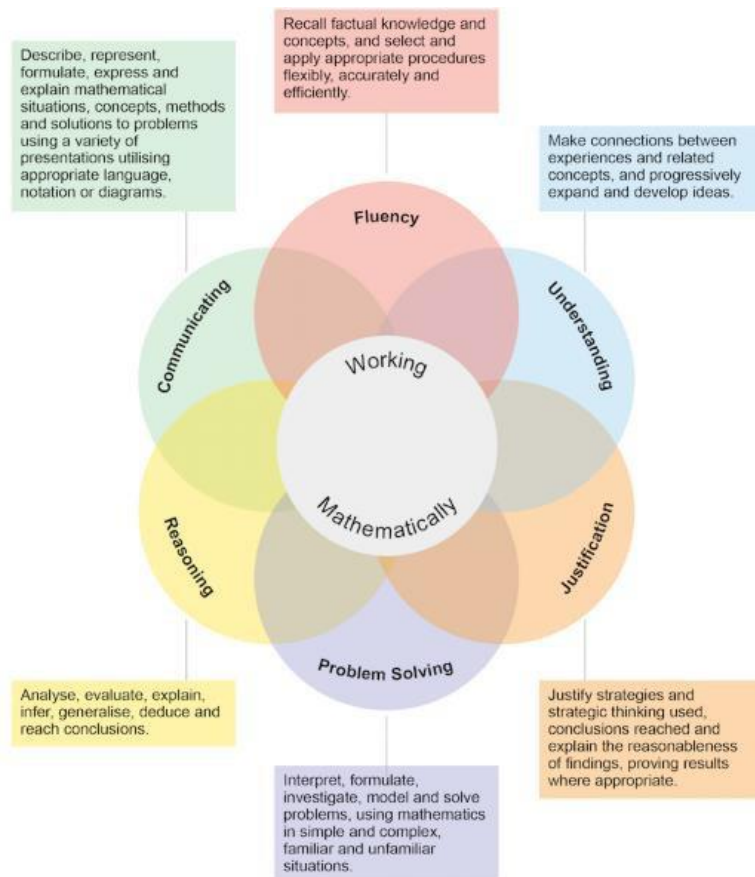 Recall factual knowledge and
concepts, and select and
apply appropriate procedures
flexibly, accurately and
efficiently.
Describe, represent,
formulate, express and
explain mathematical
situations, concepts, methods
and solutions to problems
using a variety of
presentations utilising
appropriate language,
notation or diagrams.
Make connections between
experiences and related
concepts, and progressively
expand and develop ideas.
Fluency
Communicating
Understanding
Working
Mathematically
Reasoning
Justification
Problem Solving
Analyse, evaluate, explain,
infer, generalise, deduce and
reach conclusions.
Justify strategies and
strategic thinking used,
conclusions reached and
explain the reasonableness
of findings, proving results
where appropriate.
Interpret, formulate,
investigate, model and solve
problems, using mathematics
in simple and complex,
familiar and unfamiliar
situations.